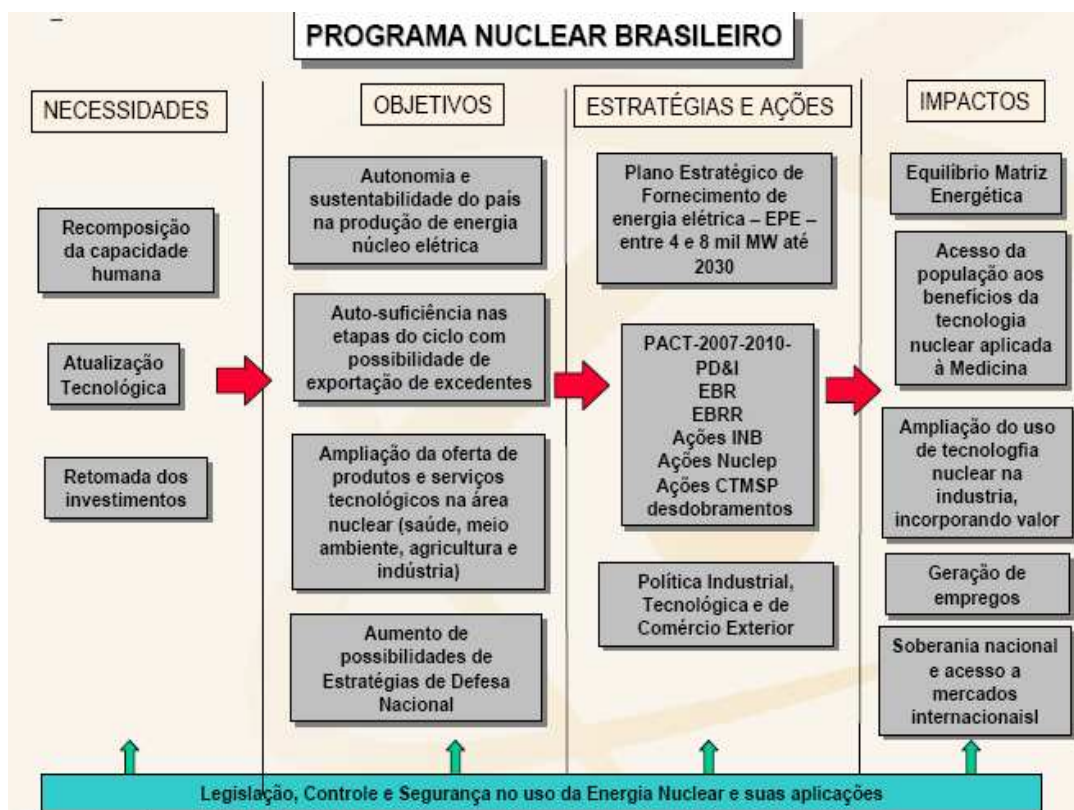 PROGRAMA NUCLEAR BRASILEIRO
NECESSIDADES
Recomposição
da capacidade
humana
Atualização
Tecnológica
Retomada dos
investimentos
OBJETIVOS
Autonomia e
sustentabilidade do país
na produção de energia
núcleo elétrica
Auto-suficiência nas
etapas do ciclo com
possibilidade de
exportação de excedentes
Ampliação da oferta de
produtos e serviços
tecnológicos na área
nuclear (saúde, meio
ambiente, agricultura e
indústria)
Aumento de
possibilidades de
Estratégias de Defesa
Nacional
ESTRATÉGIAS E AÇÕES
Plano Estratégico de
Fornecimento de
energia elétrica – EPE –
entre 4 e 8 mil MW até
2030
PACT-2007-2010-
PD&I
EBR
EBRR
Ações INB
Ações Nuclep
Ações CTMSP
desdobramentos
Política Industrial,
Tecnológica e de
Comércio Exterior
IMPACTOS
Equilíbrio Matriz
Energética
Acesso da
população aos
benefícios da
tecnologia
nuclear aplicada
à Medicina
Ampliação do uso
de tecnologfia
nuclear na
industria,
incorporando valor
Geração de
empregos
Soberania nacional
e acesso a
mercados
internacionaisl
Legislação, Controle e Segurança no uso da Energia Nuclear e suas aplicações